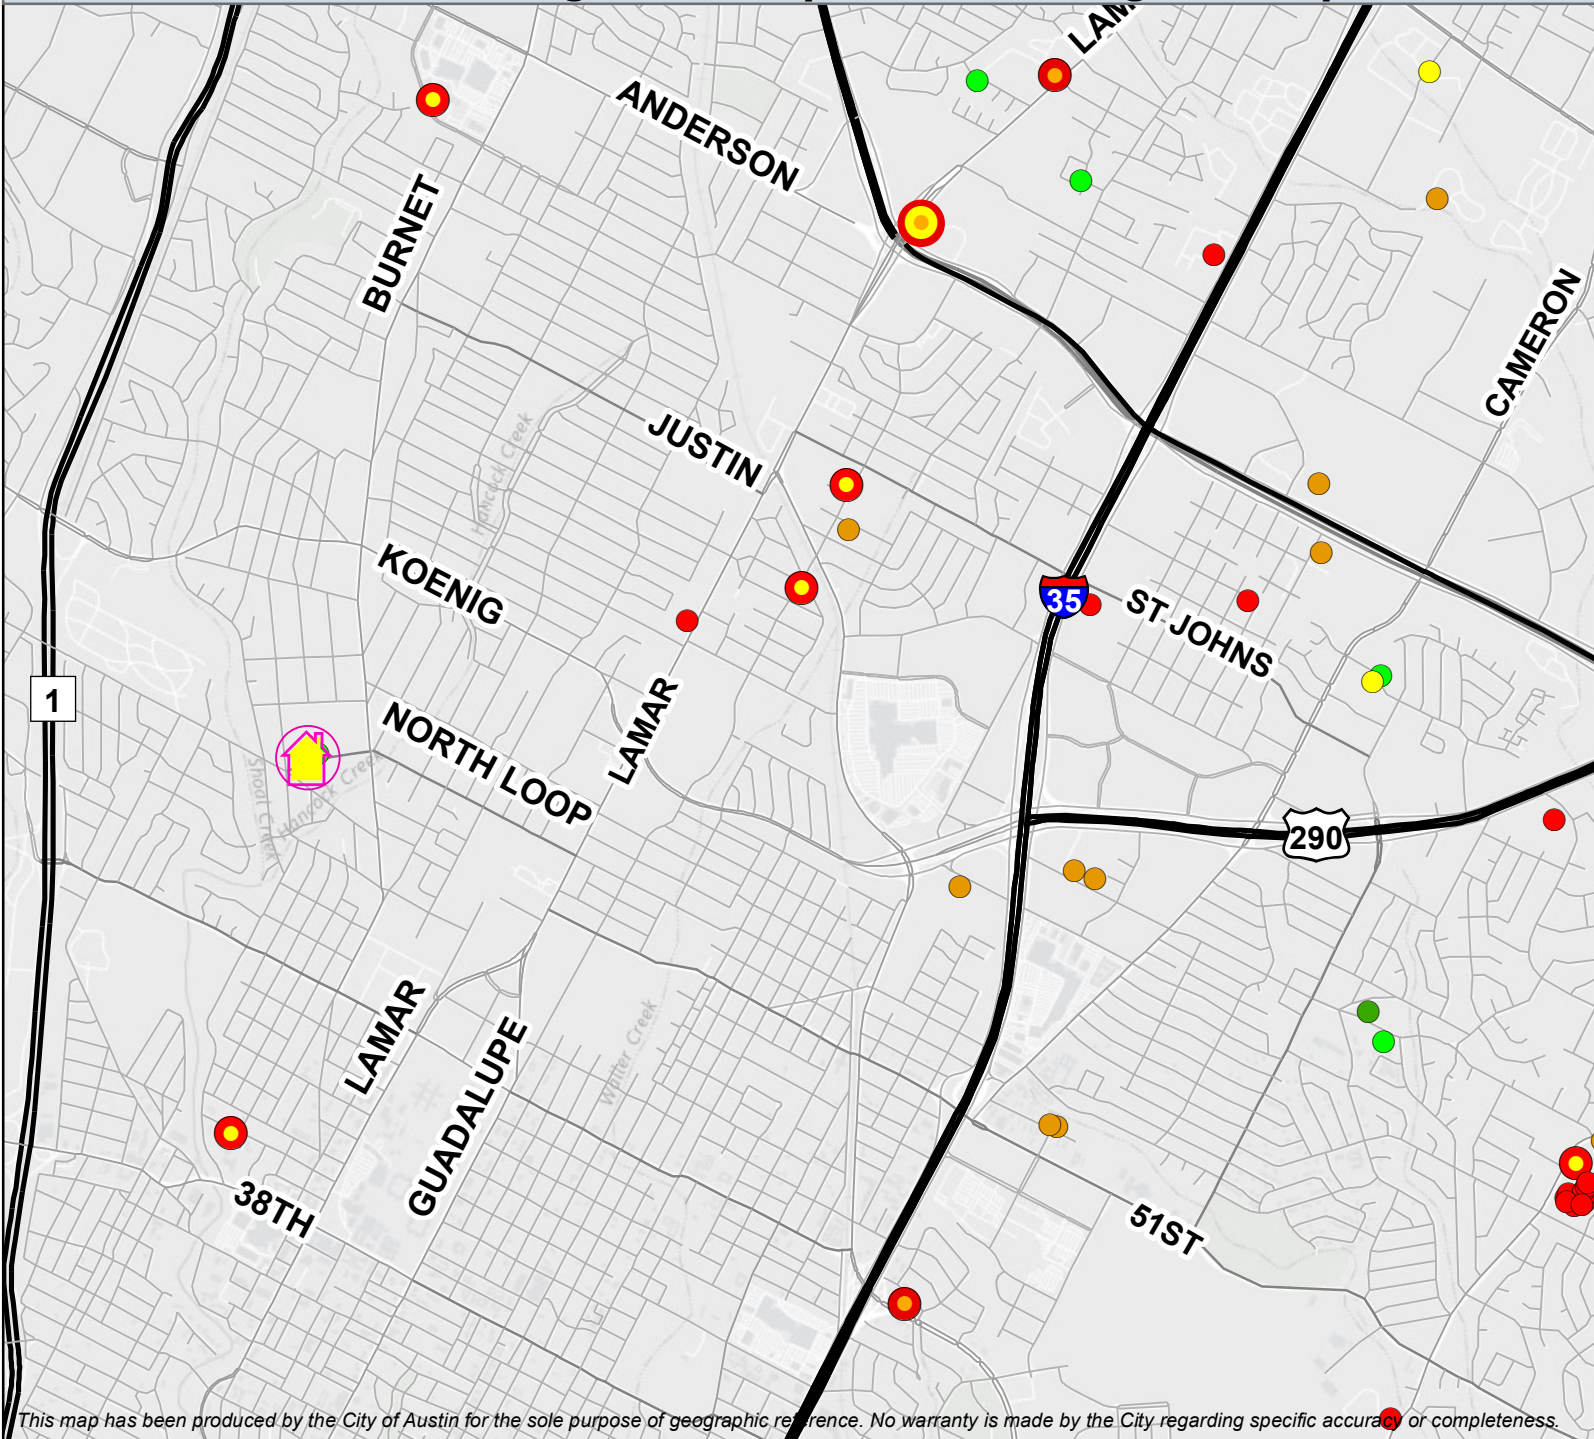 LAM
ANDERSON
BURNET
CAMERON
JUSTIN
Hancock Creek
KOENIG
35
ST JOHNS
1
LAMAR
NORTH LOOP
Shoal Creek
Hancock Creek
290
LAMAR
GUADALUPE
Waller Creek
38TH
51ST
This map has been produced by the City of Austin for the sole purpose of geographic reference. No warranty is made by the City regarding specific accuracy or completeness.